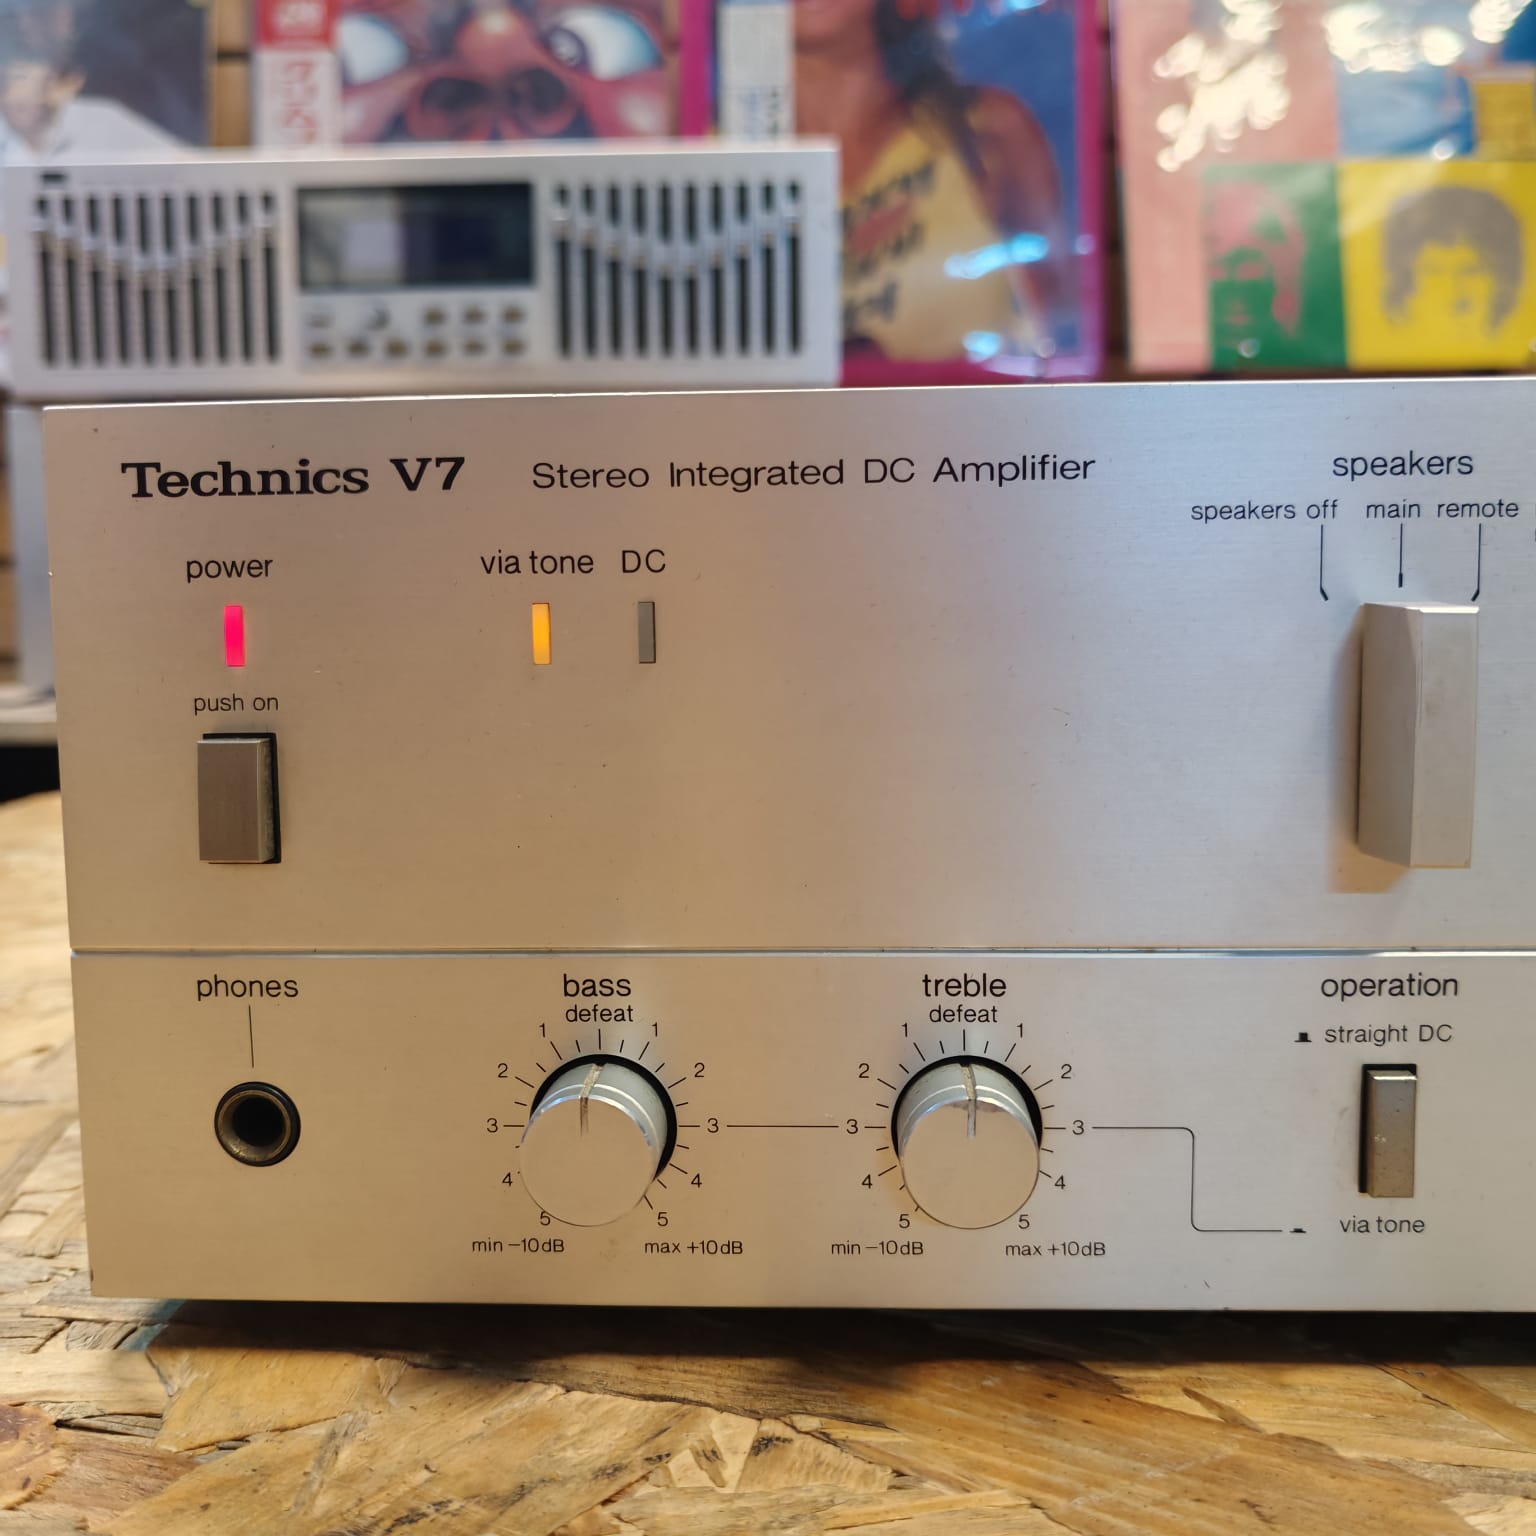 Technics V7 Stereo Integrated DC Amplifier
speakers
speakers off main remote
power via tone DC
push on
phones bass treble operation
defeat defeat
straight DC
1 1 1 1
2 2 2 2
3 3 3 3
4 4 4 4
5 5 5 5
via tone
min −10dB max +10dB min −10dB max +10dB